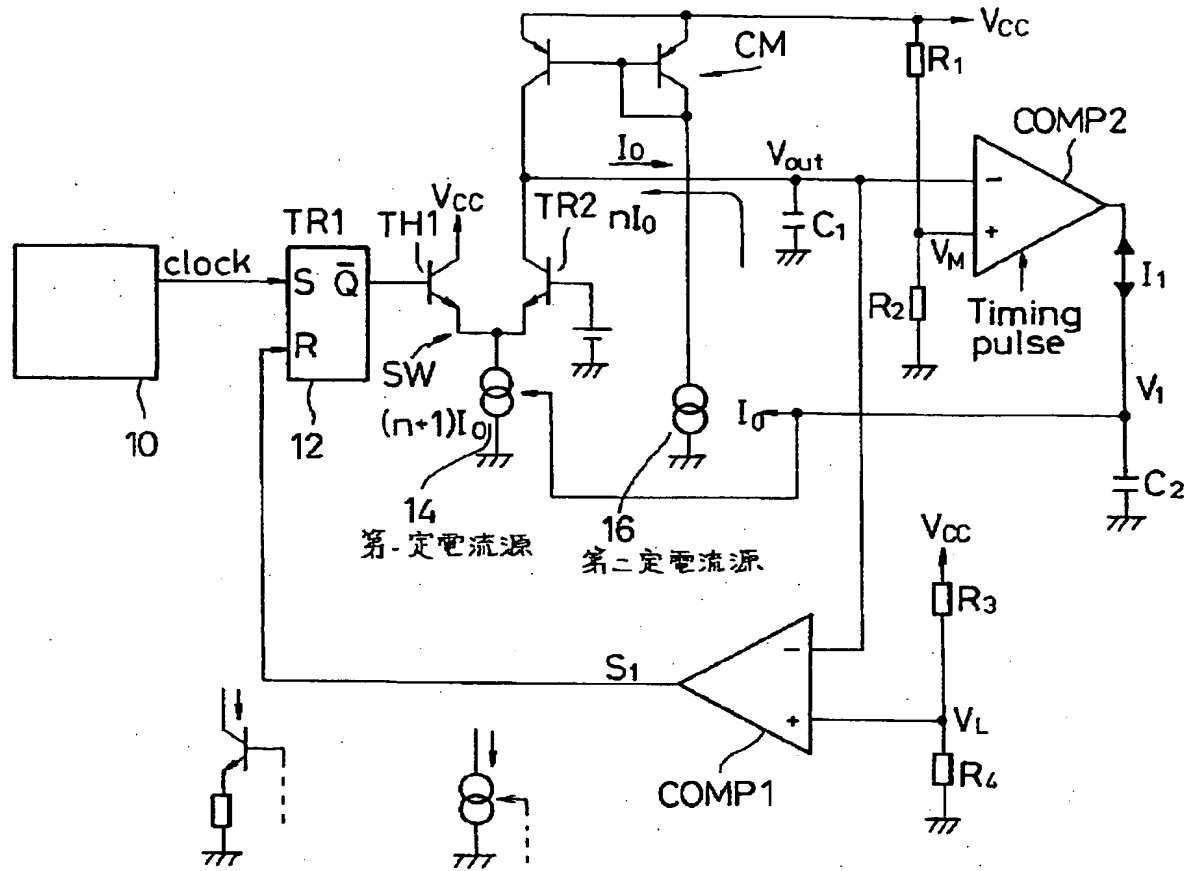 Vcc
CM
R1
COMP2
I0
Vout
Vcc
TR1
TH1
TR2
nI0
C1
clock
S
Q̄
VM
I1
R
R2
Timing
pulse
SW
V1
(n+1)I0
I0
10
12
C2
14
16
第一定電流源
第二定電流源
Vcc
R3
S1
VL
R4
COMP1